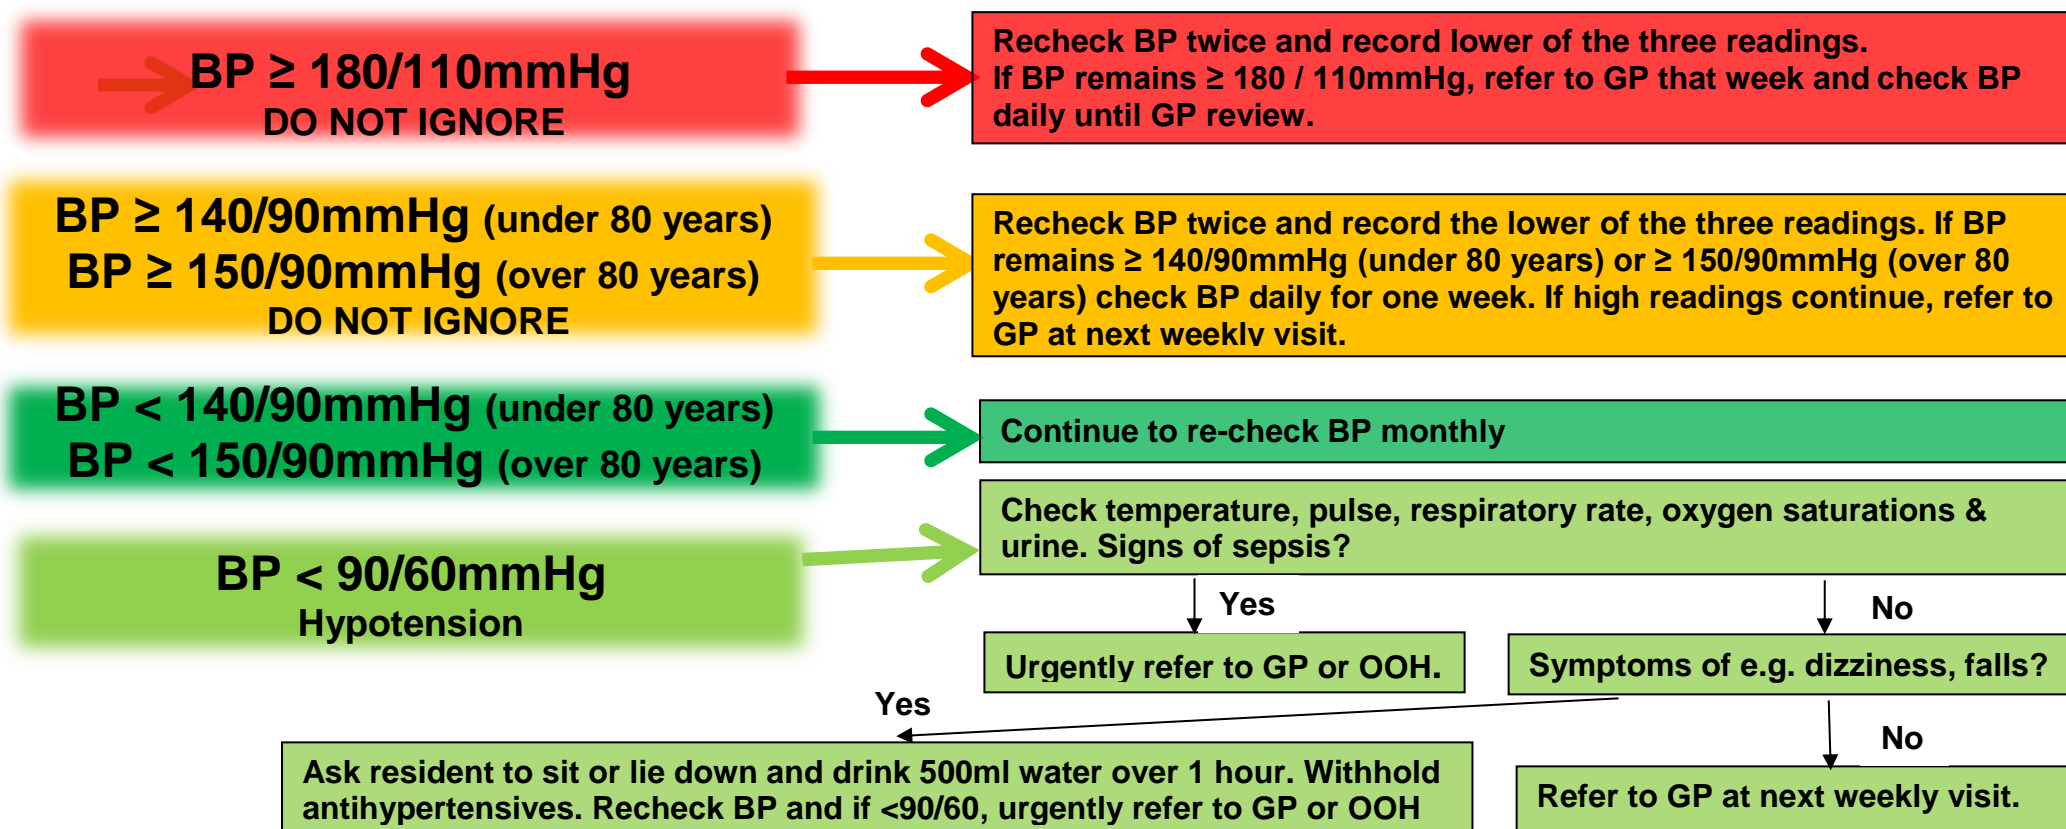 BP ≥ 180/110mmHg
DO NOT IGNORE
Recheck BP twice and record lower of the three readings.
If BP remains ≥ 180 / 110mmHg, refer to GP that week and check BP
daily until GP review.
BP ≥ 140/90mmHg (under 80 years)
BP ≥ 150/90mmHg (over 80 years)
DO NOT IGNORE
Recheck BP twice and record the lower of the three readings. If BP
remains ≥ 140/90mmHg (under 80 years) or ≥ 150/90mmHg (over 80
years) check BP daily for one week. If high readings continue, refer to
GP at next weekly visit.
BP < 140/90mmHg (under 80 years)
BP < 150/90mmHg (over 80 years)
Continue to re-check BP monthly
BP < 90/60mmHg
Hypotension
Check temperature, pulse, respiratory rate, oxygen saturations &
urine. Signs of sepsis?
Yes
No
Urgently refer to GP or OOH.
Symptoms of e.g. dizziness, falls?
Yes
No
Ask resident to sit or lie down and drink 500ml water over 1 hour. Withhold
antihypertensives. Recheck BP and if <90/60, urgently refer to GP or OOH
Refer to GP at next weekly visit.